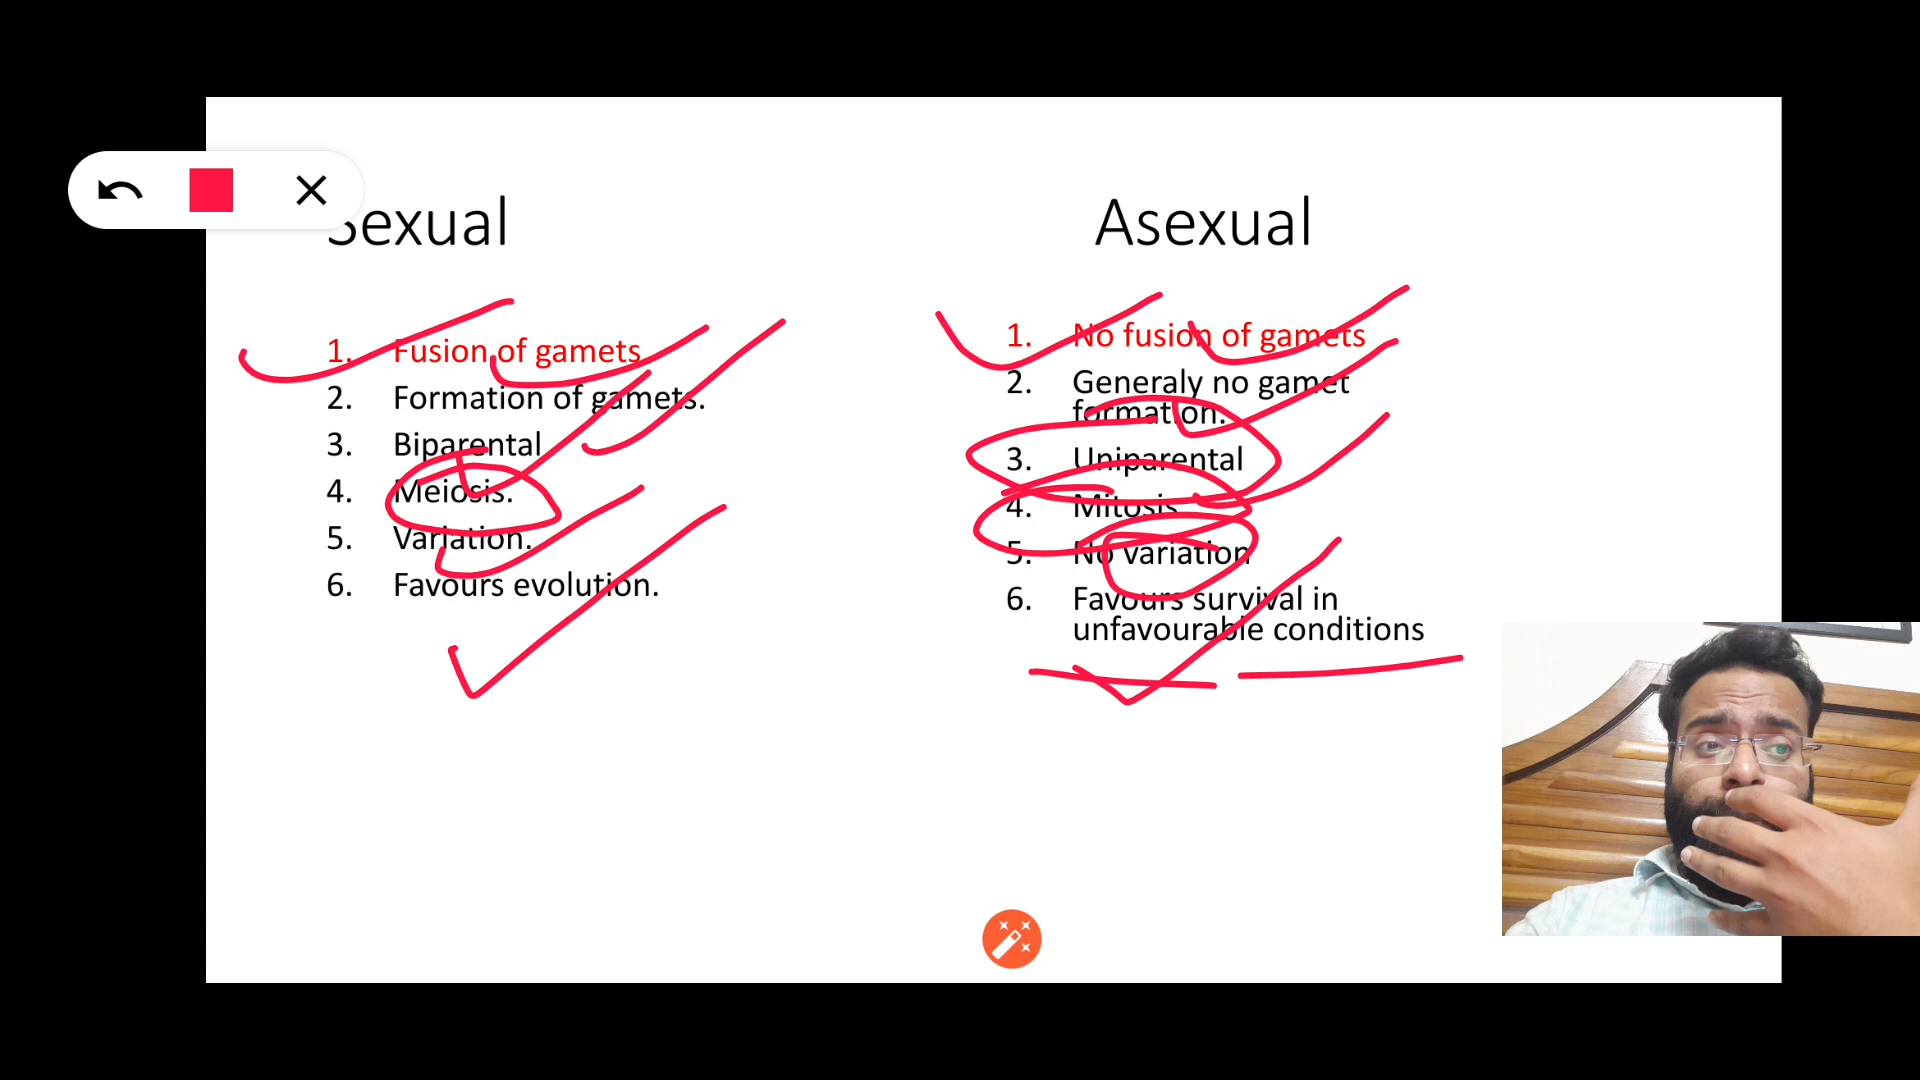 Sexual
1. Fusion of gamets
2. Formation of gamets.
3. Biparental
4. Meiosis.
5. Variation.
6. Favours evolution.
Asexual
1. No fusion of gamets
2. Generaly no gamet
formation.
3. Uniparental
4. Mitosis
5. No variation
6. Favours survival in
unfavourable conditions